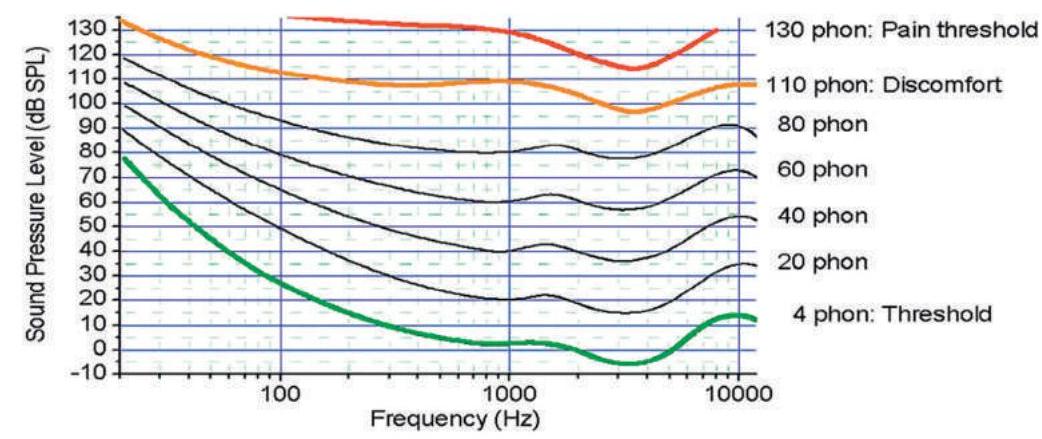 Sound Pressure Level (dB SPL)
130
120
110
100
90
80
70
60
50
40
30
20
10
0
-10
100 1000 10000
Frequency (Hz)
130 phon: Pain threshold
110 phon: Discomfort
80 phon
60 phon
40 phon
20 phon
4 phon: Threshold